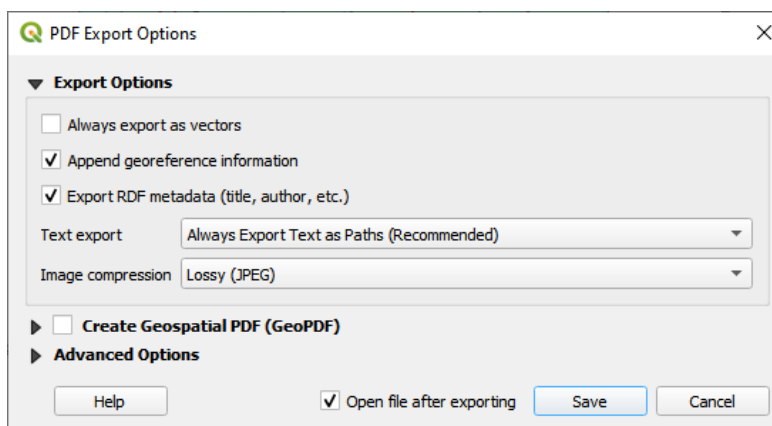 PDF Export Options
Export Options
Always export as vectors
Append georeference information
Export RDF metadata (title, author, etc.)
Text export Always Export Text as Paths (Recommended)
Image compression Lossy (JPEG)
Create Geospatial PDF (GeoPDF)
Advanced Options
Help Open file after exporting Save Cancel